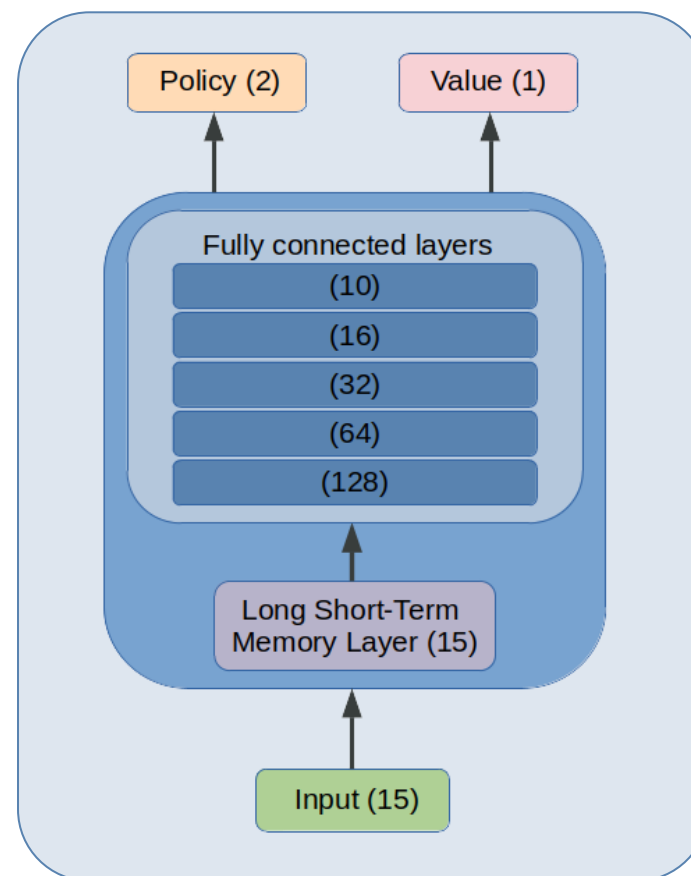 Policy (2)
Value (1)
Fully connected layers
(10)
(16)
(32)
(64)
(128)
Long Short-Term
Memory Layer (15)
Input (15)